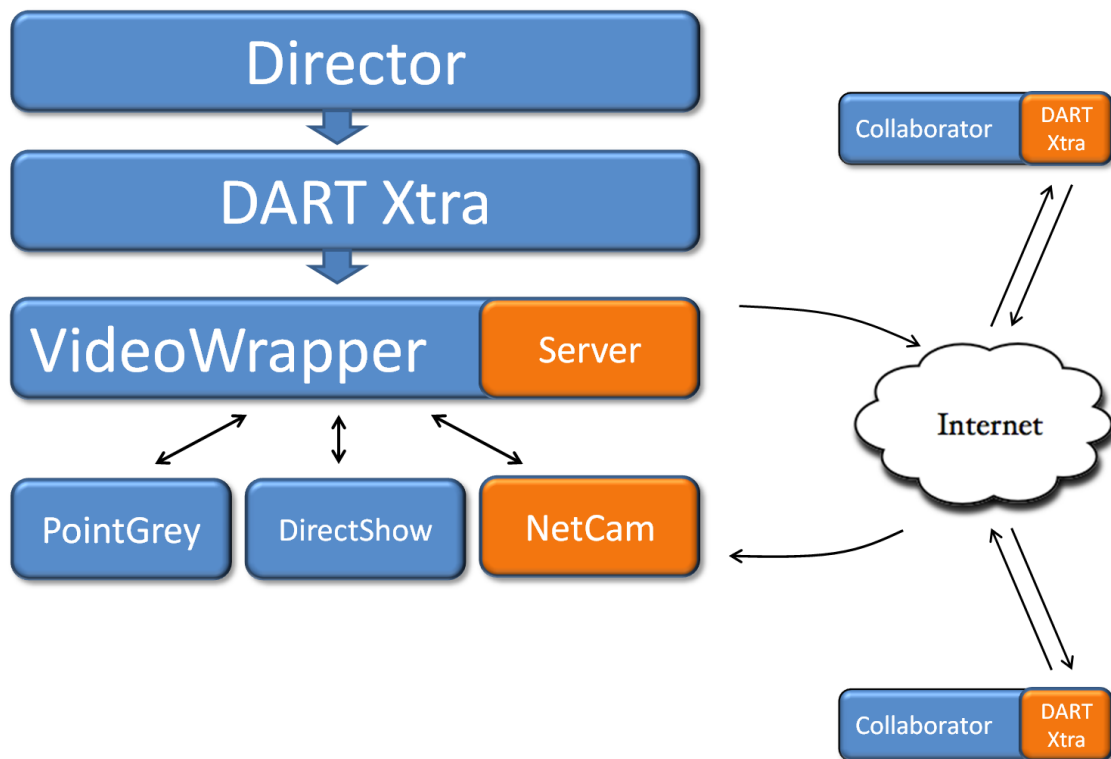 Director
DART Xtra
VideoWrapper
Server
PointGrey
DirectShow
NetCam
Collaborator
DART
Xtra
Internet
Collaborator
DART
Xtra